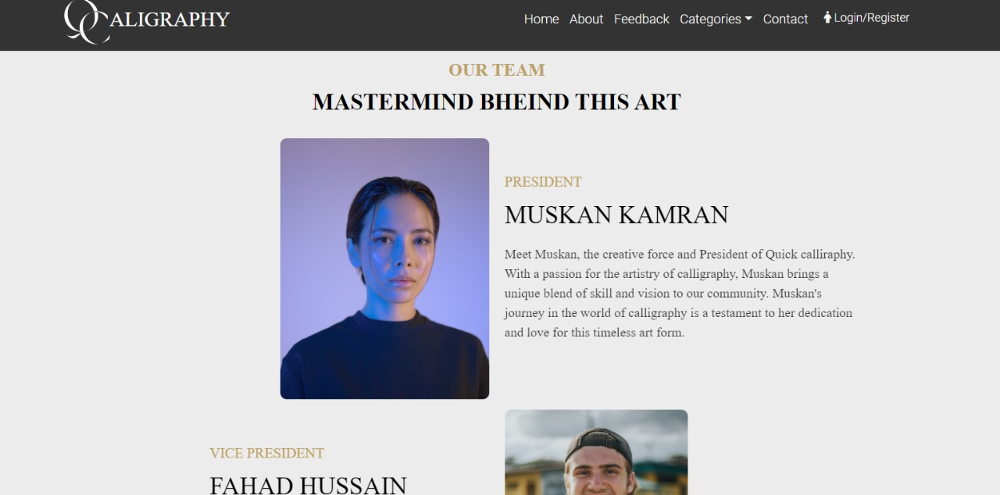 QC ALIGRAPHY
Home About Feedback Categories Contact Login/Register
OUR TEAM
MASTERMIND BHEIND THIS ART
PRESIDENT
MUSKAN KAMRAN
Meet Muskan, the creative force and President of Quick calliraphy.
With a passion for the artistry of calligraphy, Muskan brings a
unique blend of skill and vision to our community. Muskan's
journey in the world of calligraphy is a testament to her dedication
and love for this timeless art form.
VICE PRESIDENT
FAHAD HUSSAIN